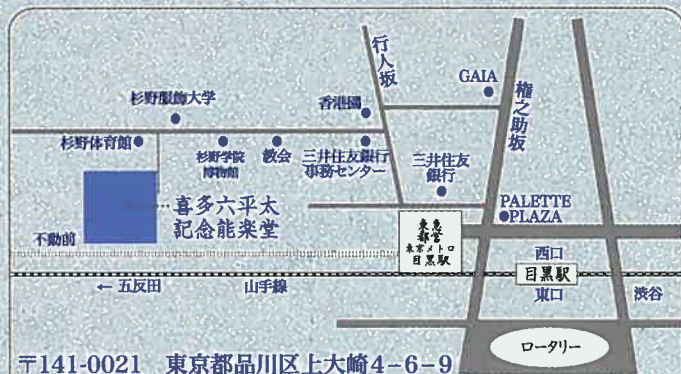 行人坂
権之助坂
GAIA
杉野服飾大学
香港園
杉野体育館
杉野学院
博物館
教会
三井住友銀行
事務センター
三井住友
銀行
喜多六平太
記念能楽堂
PALETTE
PLAZA
不動前
東急
都営
東京メトロ
目黒駅
西口
目黒駅
東口
← 五反田
山手線
渋谷
ロータリー
〒141-0021 東京都品川区上大崎4-6-9